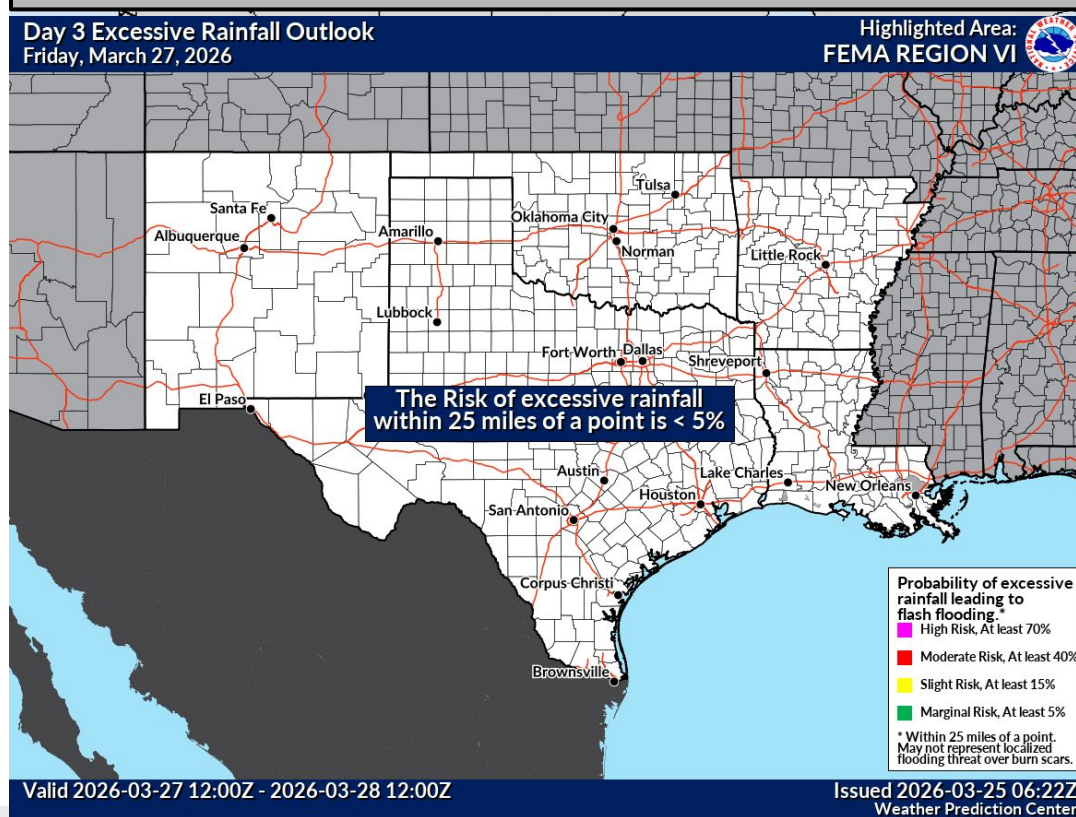 Day 3 Excessive Rainfall Outlook
Friday, March 27, 2026
Highlighted Area:
FEMA REGION VI
Tulsa
Santa Fe
Oklahoma City
Albuquerque
Amarillo
Norman
Little Rock
Lubbock
Fort Worth
Dallas
Shreveport
El Paso
The Risk of excessive rainfall
within 25 miles of a point is < 5%
Austin
Lake Charles
New Orleans
Houston
San Antonio
Corpus Christi
Brownsville
Probability of excessive
rainfall leading to
flash flooding.*
High Risk, At least 70%
Moderate Risk, At least 40%
Slight Risk, At least 15%
Marginal Risk, At least 5%
* Within 25 miles of a point.
May not represent localized
flooding threat over burn scars.
Valid 2026-03-27 12:00Z - 2026-03-28 12:00Z
Issued 2026-03-25 06:22Z
Weather Prediction Center